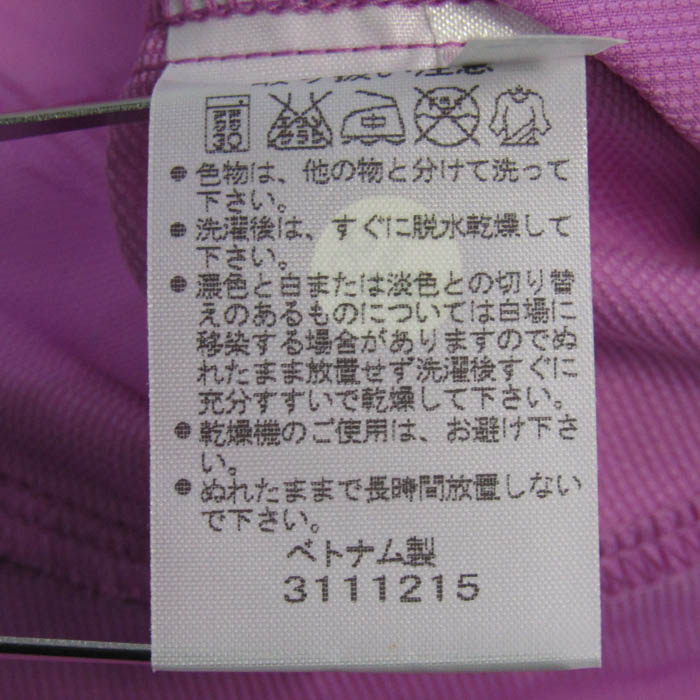 取り扱い注意
● 色物は、他の物と分けて洗って
下さい。
● 洗濯後は、すぐに脱水乾燥して
下さい。
● 濃色と白または淡色との切り替
えのあるものについては白場に
移染する場合がありますのでぬ
れたまま放置せず洗濯後すぐに
充分すすいで乾燥して下さい。
● 乾燥機のご使用は、お避け下さ
い。
● ぬれたままで長時間放置しない
で下さい。
ベトナム製
3111215